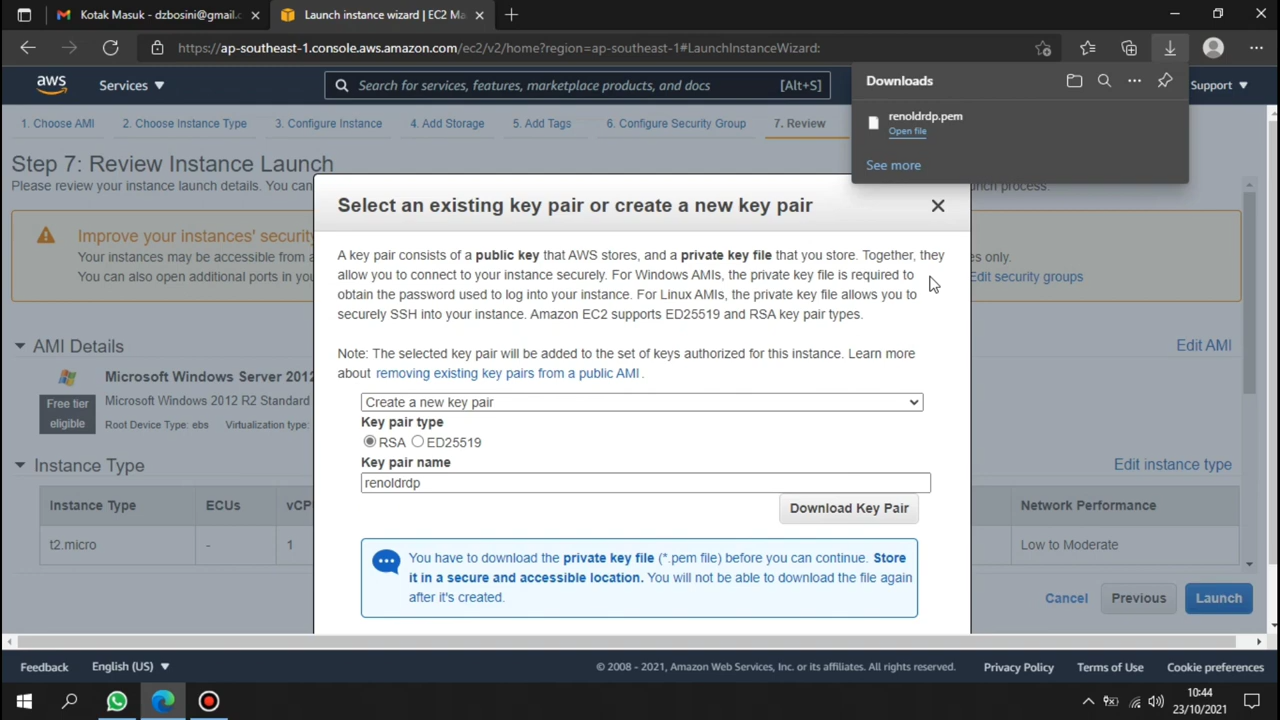 Kotak Masuk - dzbosini@gmail.c
Launch instance wizard | EC2 Ma
https://ap-southeast-1.console.aws.amazon.com/ec2/v2/home?region=ap-southeast-1#LaunchInstanceWizard:
aws
Services
Search for services, features, marketplace products, and docs
[Alt+S]
Support
Downloads
renoldrdp.pem
Open file
See more
1. Choose AMI
2. Choose Instance Type
3. Configure Instance
4. Add Storage
5. Add Tags
6. Configure Security Group
7. Review
Step 7: Review Instance Launch
Please review your instance launch details. You can
unch process.
Improve your instances' security
Your instances may be accessible from a
You can also open additional ports in you
es only.
Edit security groups
Select an existing key pair or create a new key pair
A key pair consists of a public key that AWS stores, and a private key file that you store. Together, they
allow you to connect to your instance securely. For Windows AMIs, the private key file is required to
obtain the password used to log into your instance. For Linux AMIs, the private key file allows you to
securely SSH into your instance. Amazon EC2 supports ED25519 and RSA key pair types.
Note: The selected key pair will be added to the set of keys authorized for this instance. Learn more
about removing existing key pairs from a public AMI .
Create a new key pair
Key pair type
RSA
ED25519
Key pair name
renoldrdp
Download Key Pair
You have to download the private key file (*.pem file) before you can continue. Store
it in a secure and accessible location. You will not be able to download the file again
after it's created.
AMI Details
Edit AMI
Microsoft Windows Server 2012
Free tier
eligible
Microsoft Windows 2012 R2 Standard
Root Device Type: ebs
Virtualization type:
Instance Type
Edit instance type
Instance Type
ECUs
vCP
Network Performance
t2.micro
-
1
Low to Moderate
Cancel
Previous
Launch
Feedback
English (US)
© 2008 - 2021, Amazon Web Services, Inc. or its affiliates. All rights reserved.
Privacy Policy
Terms of Use
Cookie preferences
10:44
23/10/2021